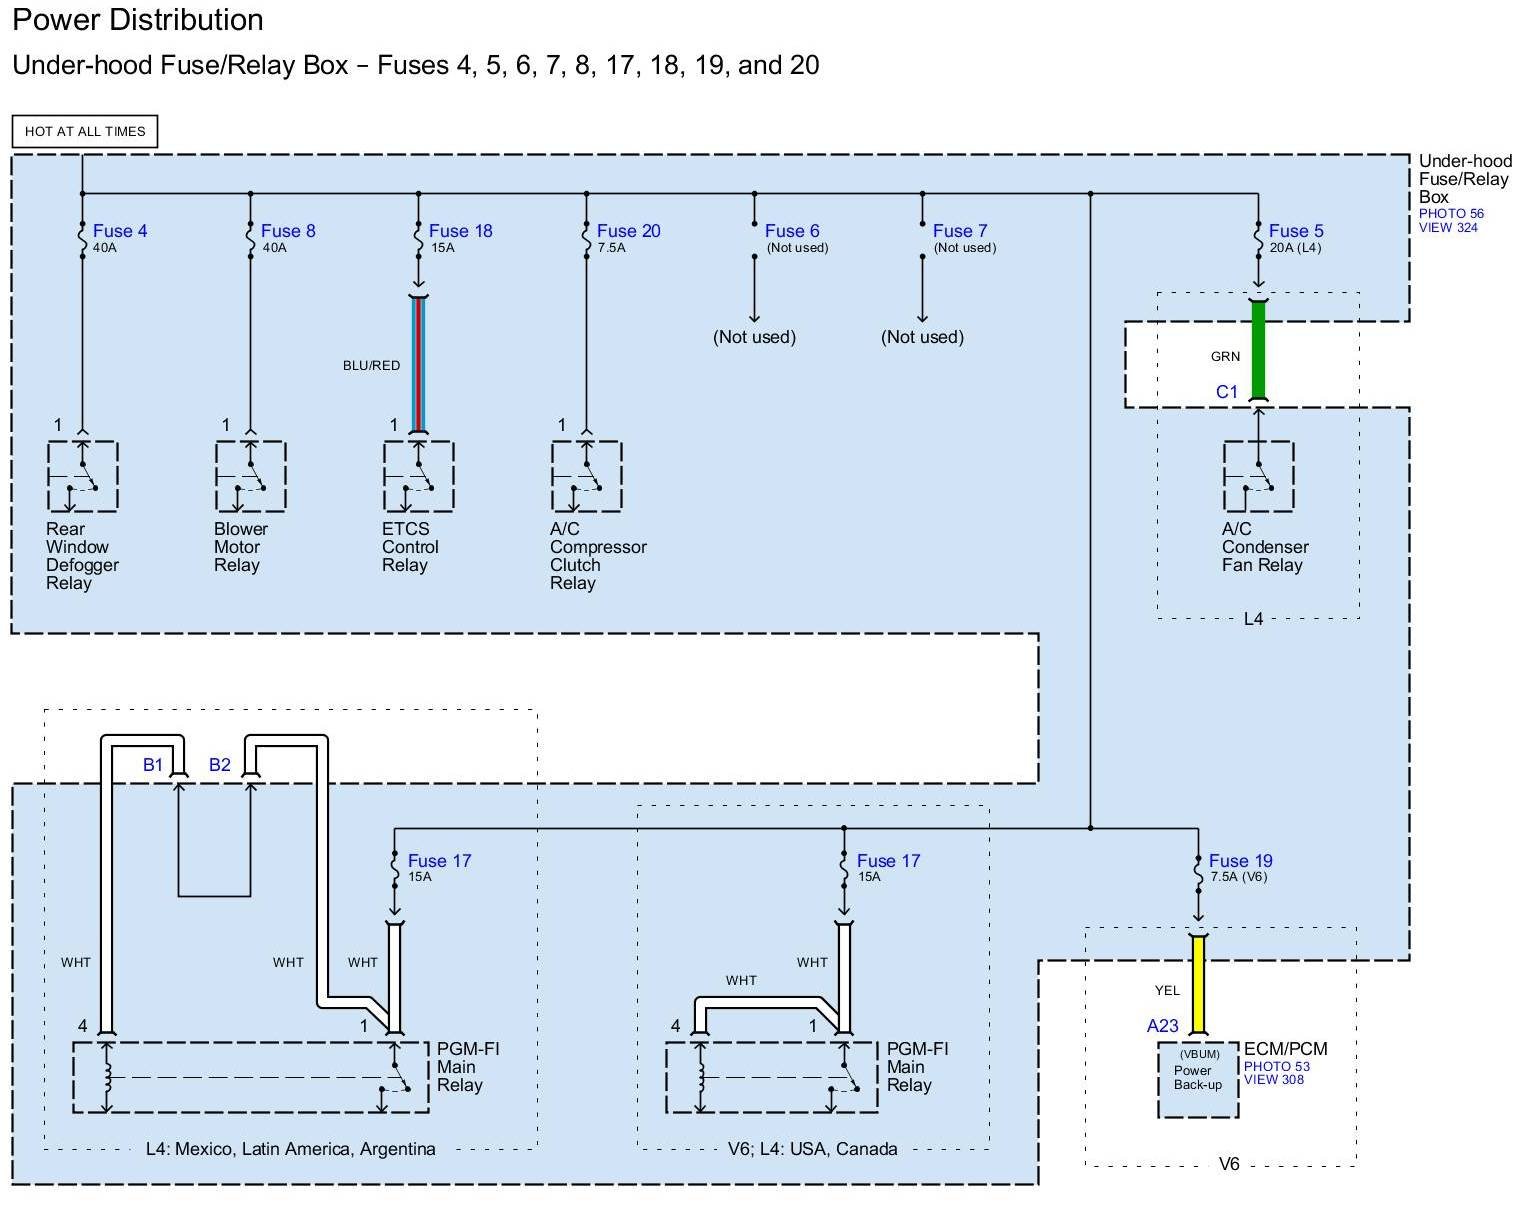 Power Distribution
Under-hood Fuse/Relay Box – Fuses 4, 5, 6, 7, 8, 17, 18, 19, and 20
HOT AT ALL TIMES
Under-hood
Fuse/Relay
Box
PHOTO 56
VIEW 324
Fuse 4
40A
Fuse 8
40A
Fuse 18
15A
Fuse 20
7.5A
Fuse 6
(Not used)
Fuse 7
(Not used)
Fuse 5
20A (L4)
(Not used)
(Not used)
BLU/RED
GRN
C1
1
1
1
1
Rear
Window
Defogger
Relay
Blower
Motor
Relay
ETCS
Control
Relay
A/C
Compressor
Clutch
Relay
A/C
Condenser
Fan Relay
L4
B1
B2
Fuse 17
15A
Fuse 17
15A
Fuse 19
7.5A (V6)
WHT
WHT
WHT
WHT
WHT
YEL
4
1
4
1
A23
PGM-FI
Main
Relay
PGM-FI
Main
Relay
(VBUM)
Power
Back-up
ECM/PCM
PHOTO 53
VIEW 308
L4: Mexico, Latin America, Argentina
V6; L4: USA, Canada
V6